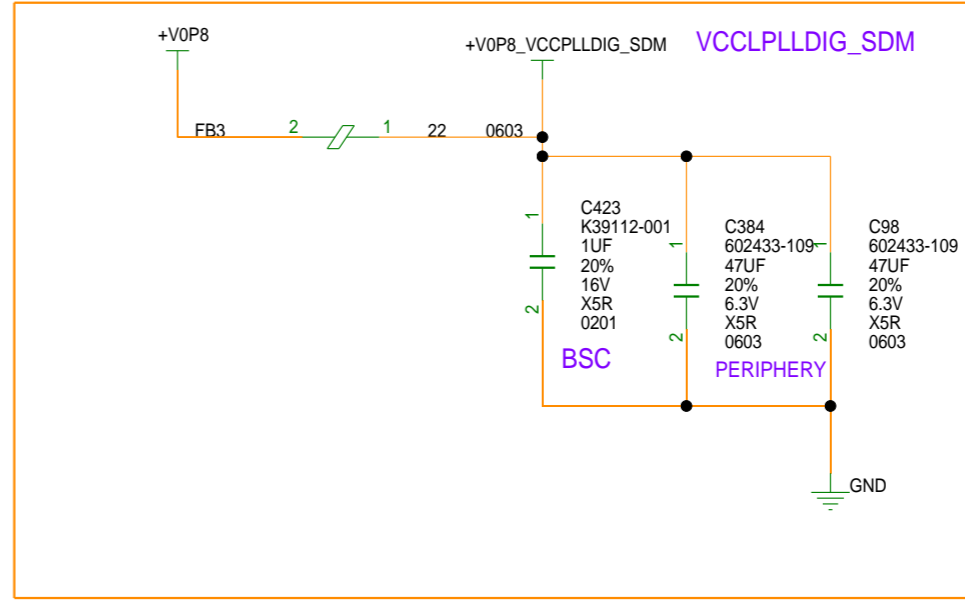 +V0P8
+V0P8_VCCPLLDIG_SDM
VCCLPLLDIG_SDM
FB3
2
1
22
0603
1
C423
K39112-001
1UF
20%
16V
X5R
0201
2
BSC
1
C384
602433-109
47UF
20%
6.3V
X5R
0603
2
PERIPHERY
1
C98
602433-109
47UF
20%
6.3V
X5R
0603
2
GND